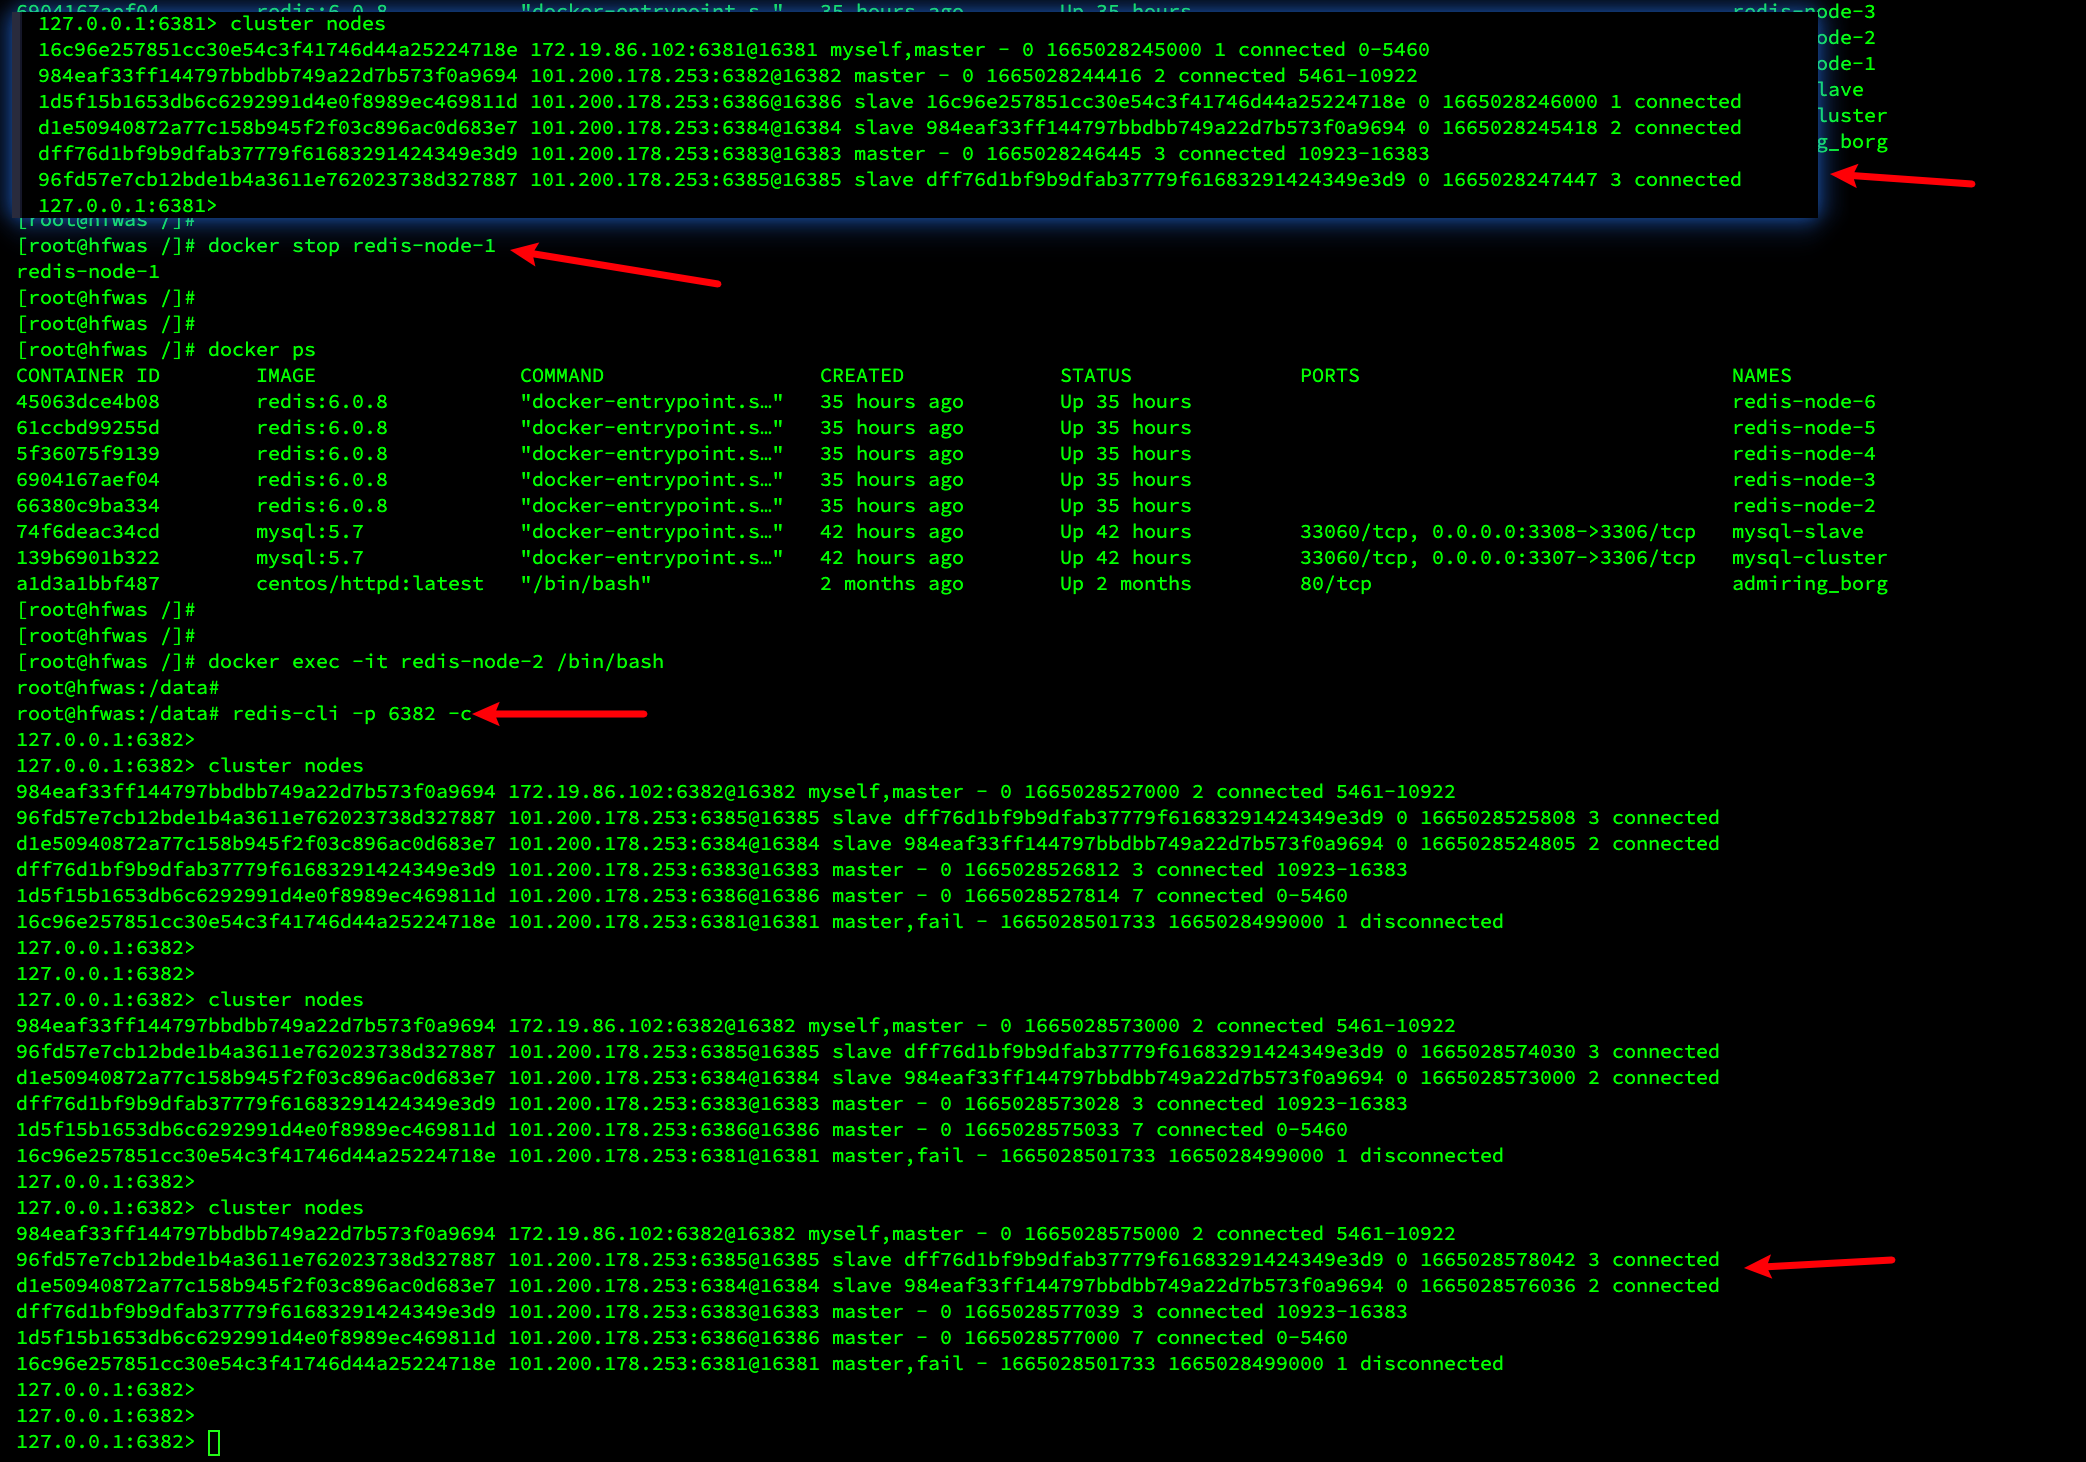 127.0.0.1:6381> cluster nodes
16c96e257851cc30e54c3f41746d44a25224718e 172.19.86.102:6381@16381 myself,master - 0 1665028245000 1 connected 0-5460
984eaf33ff144797bbdbb749a22d7b573f0a9694 101.200.178.253:6382@16382 master - 0 1665028244416 2 connected 5461-10922
1d5f15b1653db6c6292991d4e0f8989ec469811d 101.200.178.253:6386@16386 slave 16c96e257851cc30e54c3f41746d44a25224718e 0 1665028246000 1 connected
d1e50940872a77c158b945f2f03c896ac0d683e7 101.200.178.253:6384@16384 slave 984eaf33ff144797bbdbb749a22d7b573f0a9694 0 1665028245418 2 connected
dff76d1bf9b9dfab37779f61683291424349e3d9 101.200.178.253:6383@16383 master - 0 1665028246445 3 connected 10923-16383
96fd57e7cb12bde1b4a3611e762023738d327887 101.200.178.253:6385@16385 slave dff76d1bf9b9dfab37779f61683291424349e3d9 0 1665028247447 3 connected
127.0.0.1:6381>
[root@hfwas /]#
[root@hfwas /]# docker stop redis-node-1
redis-node-1
[root@hfwas /]#
[root@hfwas /]#
[root@hfwas /]# docker ps
CONTAINER ID IMAGE COMMAND CREATED STATUS PORTS NAMES
45063dce4b08 redis:6.0.8 "docker-entrypoint.s…" 35 hours ago Up 35 hours redis-node-6
61ccbd99255d redis:6.0.8 "docker-entrypoint.s…" 35 hours ago Up 35 hours redis-node-5
5f36075f9139 redis:6.0.8 "docker-entrypoint.s…" 35 hours ago Up 35 hours redis-node-4
6904167aef04 redis:6.0.8 "docker-entrypoint.s…" 35 hours ago Up 35 hours redis-node-3
66380c9ba334 redis:6.0.8 "docker-entrypoint.s…" 35 hours ago Up 35 hours redis-node-2
74f6deac34cd mysql:5.7 "docker-entrypoint.s…" 42 hours ago Up 42 hours 33060/tcp, 0.0.0.0:3308->3306/tcp mysql-slave
139b6901b322 mysql:5.7 "docker-entrypoint.s…" 42 hours ago Up 42 hours 33060/tcp, 0.0.0.0:3307->3306/tcp mysql-cluster
a1d3a1bbf487 centos/httpd:latest "/bin/bash" 2 months ago Up 2 months 80/tcp admiring_borg
[root@hfwas /]#
[root@hfwas /]#
[root@hfwas /]# docker exec -it redis-node-2 /bin/bash
root@hfwas:/data#
root@hfwas:/data# redis-cli -p 6382 -c
127.0.0.1:6382>
127.0.0.1:6382> cluster nodes
984eaf33ff144797bbdbb749a22d7b573f0a9694 172.19.86.102:6382@16382 myself,master - 0 1665028527000 2 connected 5461-10922
96fd57e7cb12bde1b4a3611e762023738d327887 101.200.178.253:6385@16385 slave dff76d1bf9b9dfab37779f61683291424349e3d9 0 1665028525808 3 connected
d1e50940872a77c158b945f2f03c896ac0d683e7 101.200.178.253:6384@16384 slave 984eaf33ff144797bbdbb749a22d7b573f0a9694 0 1665028524805 2 connected
dff76d1bf9b9dfab37779f61683291424349e3d9 101.200.178.253:6383@16383 master - 0 1665028526812 3 connected 10923-16383
1d5f15b1653db6c6292991d4e0f8989ec469811d 101.200.178.253:6386@16386 master - 0 1665028527814 7 connected 0-5460
16c96e257851cc30e54c3f41746d44a25224718e 101.200.178.253:6381@16381 master,fail - 1665028501733 1665028499000 1 disconnected
127.0.0.1:6382>
127.0.0.1:6382>
127.0.0.1:6382> cluster nodes
984eaf33ff144797bbdbb749a22d7b573f0a9694 172.19.86.102:6382@16382 myself,master - 0 1665028573000 2 connected 5461-10922
96fd57e7cb12bde1b4a3611e762023738d327887 101.200.178.253:6385@16385 slave dff76d1bf9b9dfab37779f61683291424349e3d9 0 1665028574030 3 connected
d1e50940872a77c158b945f2f03c896ac0d683e7 101.200.178.253:6384@16384 slave 984eaf33ff144797bbdbb749a22d7b573f0a9694 0 1665028573000 2 connected
dff76d1bf9b9dfab37779f61683291424349e3d9 101.200.178.253:6383@16383 master - 0 1665028573028 3 connected 10923-16383
1d5f15b1653db6c6292991d4e0f8989ec469811d 101.200.178.253:6386@16386 master - 0 1665028575033 7 connected 0-5460
16c96e257851cc30e54c3f41746d44a25224718e 101.200.178.253:6381@16381 master,fail - 1665028501733 1665028499000 1 disconnected
127.0.0.1:6382>
127.0.0.1:6382> cluster nodes
984eaf33ff144797bbdbb749a22d7b573f0a9694 172.19.86.102:6382@16382 myself,master - 0 1665028575000 2 connected 5461-10922
96fd57e7cb12bde1b4a3611e762023738d327887 101.200.178.253:6385@16385 slave dff76d1bf9b9dfab37779f61683291424349e3d9 0 1665028578042 3 connected
d1e50940872a77c158b945f2f03c896ac0d683e7 101.200.178.253:6384@16384 slave 984eaf33ff144797bbdbb749a22d7b573f0a9694 0 1665028576036 2 connected
dff76d1bf9b9dfab37779f61683291424349e3d9 101.200.178.253:6383@16383 master - 0 1665028577039 3 connected 10923-16383
1d5f15b1653db6c6292991d4e0f8989ec469811d 101.200.178.253:6386@16386 master - 0 1665028577000 7 connected 0-5460
16c96e257851cc30e54c3f41746d44a25224718e 101.200.178.253:6381@16381 master,fail - 1665028501733 1665028499000 1 disconnected
127.0.0.1:6382>
127.0.0.1:6382>
127.0.0.1:6382>